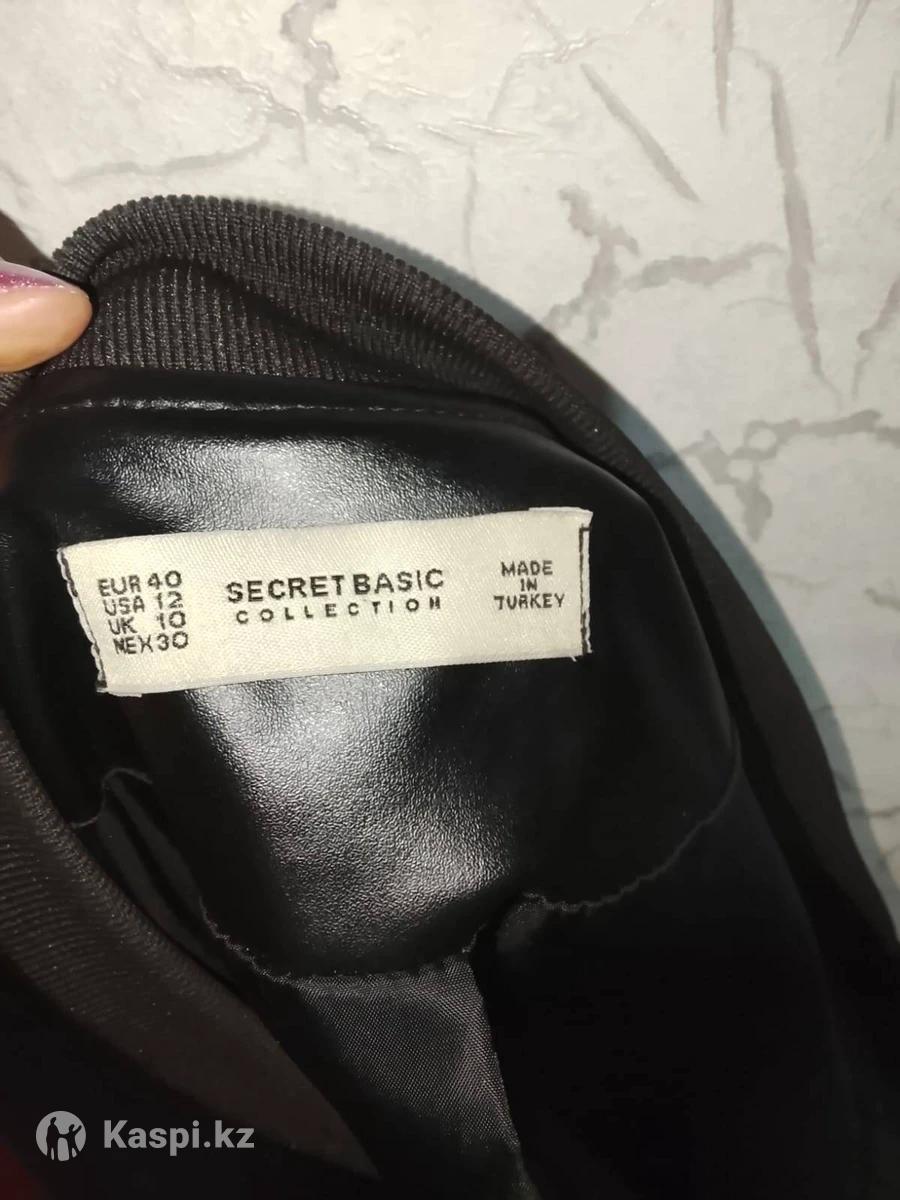 EUR 40
USA 12
UK 10
MEX 30
SECRET BASIC
COLLECTION
MADE
IN
TURKEY
Kaspi.kz